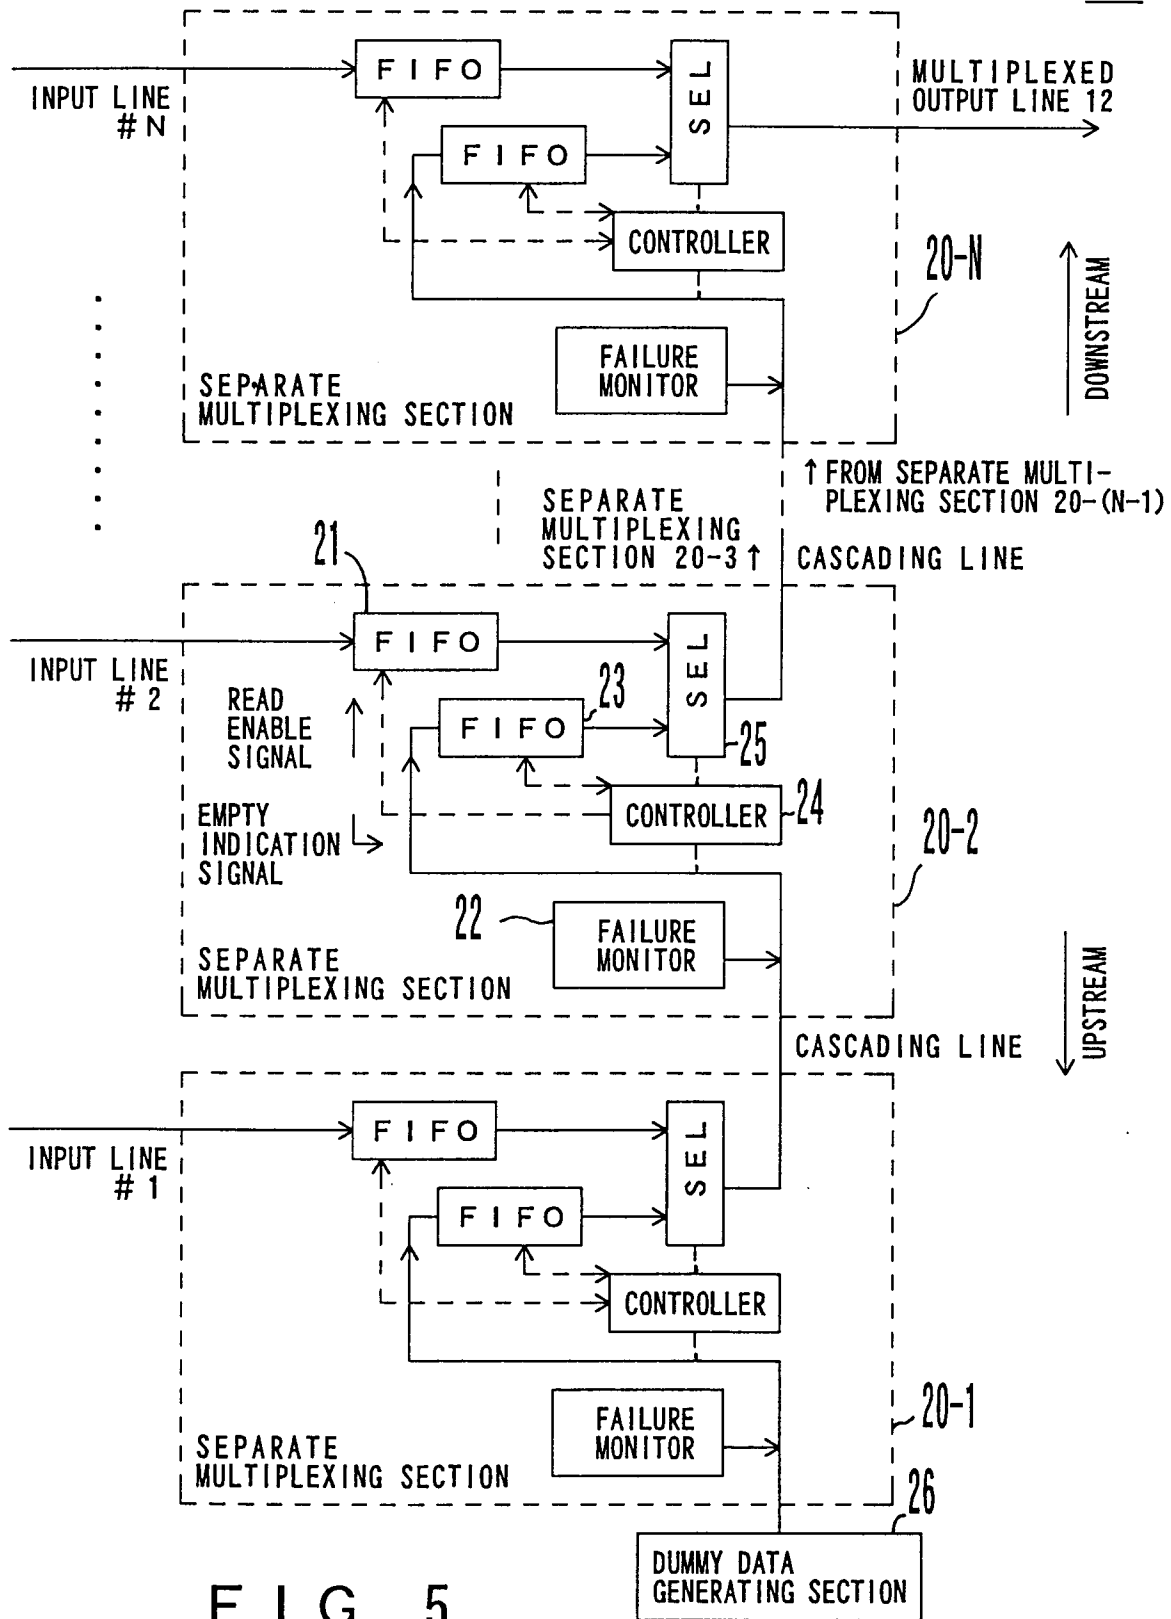 FIFO
SEL
MULTIPLEXED
OUTPUT LINE 12
INPUT LINE
#N
FIFO
CONTROLLER
20-N
DOWNSTREAM
FAILURE
MONITOR
SEPARATE
MULTIPLEXING SECTION
↑ FROM SEPARATE MULTI-
PLEXING SECTION 20-(N-1)
SEPARATE
MULTIPLEXING
SECTION 20-3 ↑
CASCADING LINE
21
FIFO
SEL
INPUT LINE
#2
READ
ENABLE
SIGNAL
FIFO
23
25
EMPTY
INDICATION
SIGNAL
CONTROLLER
24
20-2
22
FAILURE
MONITOR
SEPARATE
MULTIPLEXING SECTION
UPSTREAM
CASCADING LINE
FIFO
SEL
INPUT LINE
#1
FIFO
CONTROLLER
FAILURE
MONITOR
20-1
SEPARATE
MULTIPLEXING SECTION
26
DUMMY DATA
GENERATING SECTION
FIG. 5